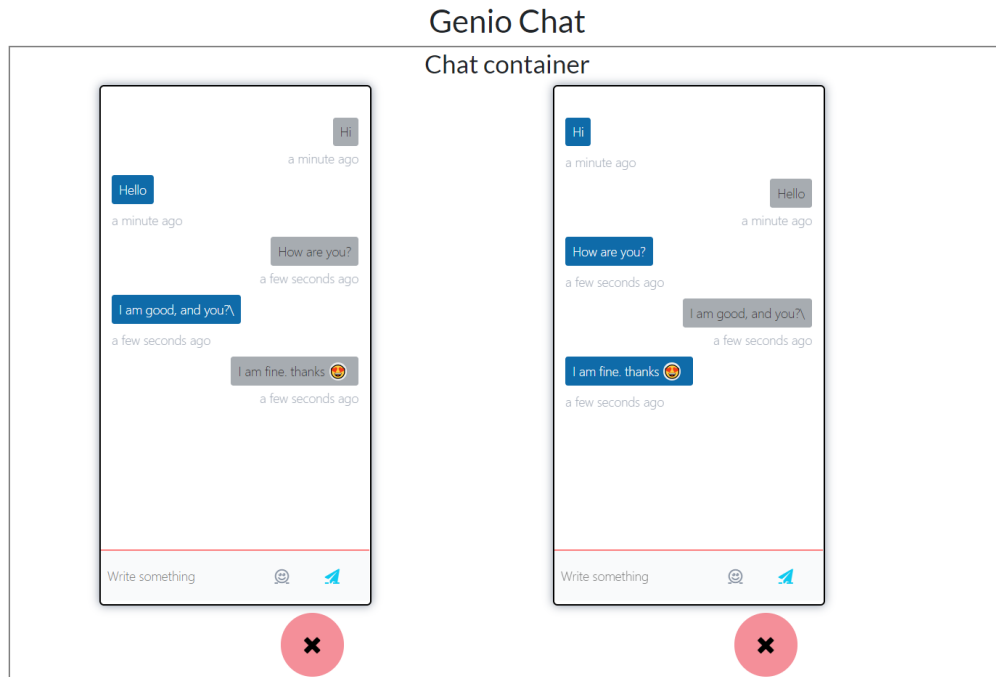 Genio Chat
Chat container
Hi
a minute ago
Hello
a minute ago
How are you?
a few seconds ago
I am good, and you?\
a few seconds ago
I am fine. thanks 😍
a few seconds ago
Write something
Hi
a minute ago
Hello
a minute ago
How are you?
a few seconds ago
I am good, and you?\
a few seconds ago
I am fine. thanks 😍
a few seconds ago
Write something